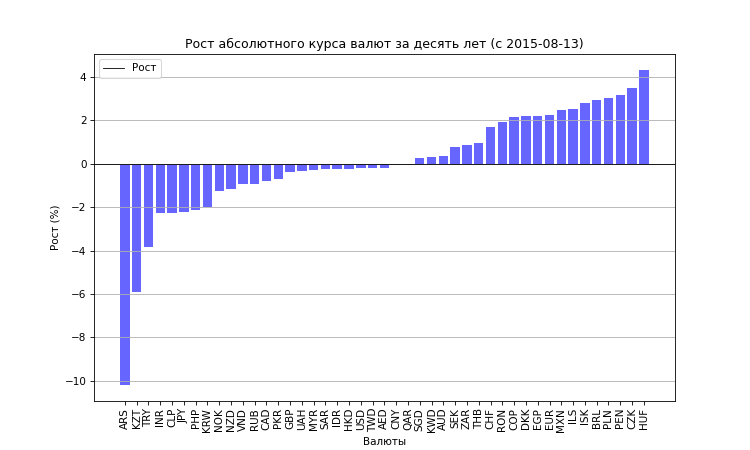 Рост абсолютного курса валют за десять лет (с 2015-08-13)
Рост
4
2
0
−2
−4
−6
−8
−10
Рост (%)
ARS KZT TRY INR CLP JPY PHP KRW NOK NZD VND RUB CAD PKR GBP UAH MYR SAR IDR HKD USD TWD AED CNY QAR SGD KWD AUD SEK ZAR THB CHF RON COP DKK EGP EUR MXN ILS ISK BRL PLN PEN CZK HUF
Валюты